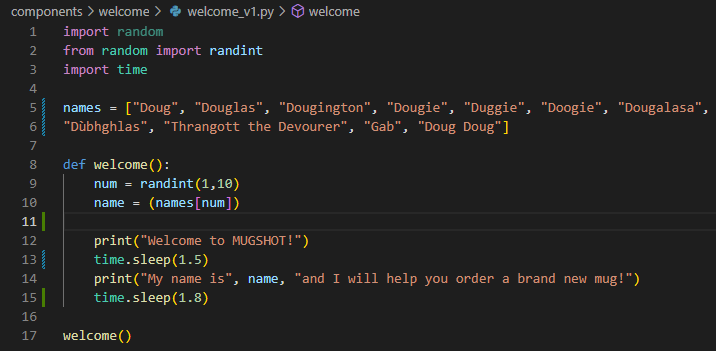 components > welcome > welcome_v1.py > welcome
1 import random
2 from random import randint
3 import time
4
5 names = ["Doug", "Douglas", "Dougington", "Dougie", "Duggie", "Doogie", "Dougalasa",
6 "Dùbhghlas", "Thrangott the Devourer", "Gab", "Doug Doug"]
7
8 def welcome():
9     num = randint(1,10)
10     name = (names[num])
11
12     print("Welcome to MUGSHOT!")
13     time.sleep(1.5)
14     print("My name is", name, "and I will help you order a brand new mug!")
15     time.sleep(1.8)
16
17 welcome()